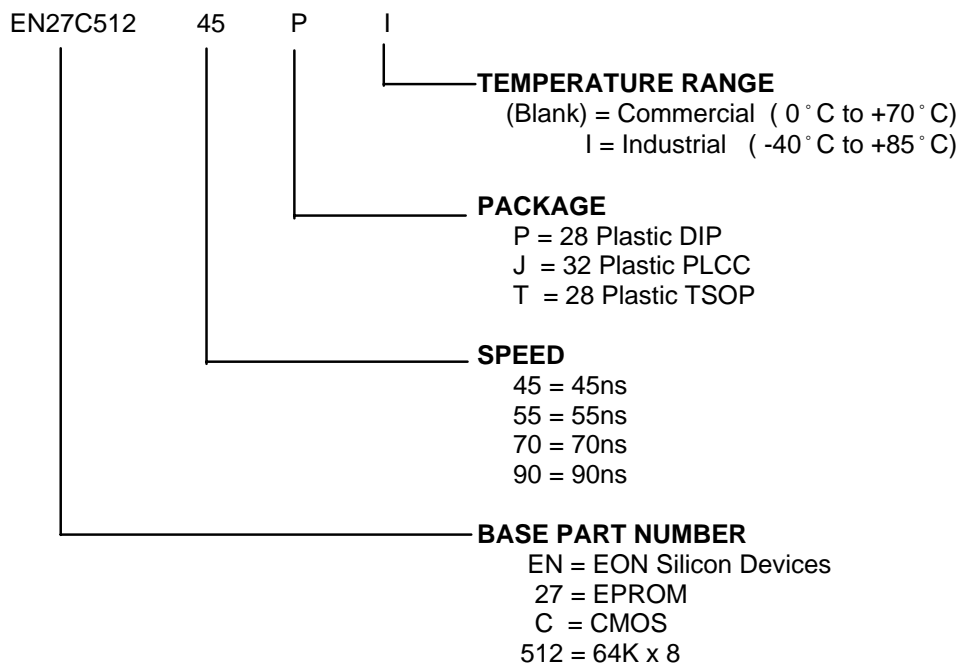 EN27C512 45 P I
TEMPERATURE RANGE
(Blank) = Commercial ( 0°C to +70°C)
I = Industrial ( -40°C to +85°C)
PACKAGE
P = 28 Plastic DIP
J = 32 Plastic PLCC
T = 28 Plastic TSOP
SPEED
45 = 45ns
55 = 55ns
70 = 70ns
90 = 90ns
BASE PART NUMBER
EN = EON Silicon Devices
27 = EPROM
C = CMOS
512 = 64K x 8